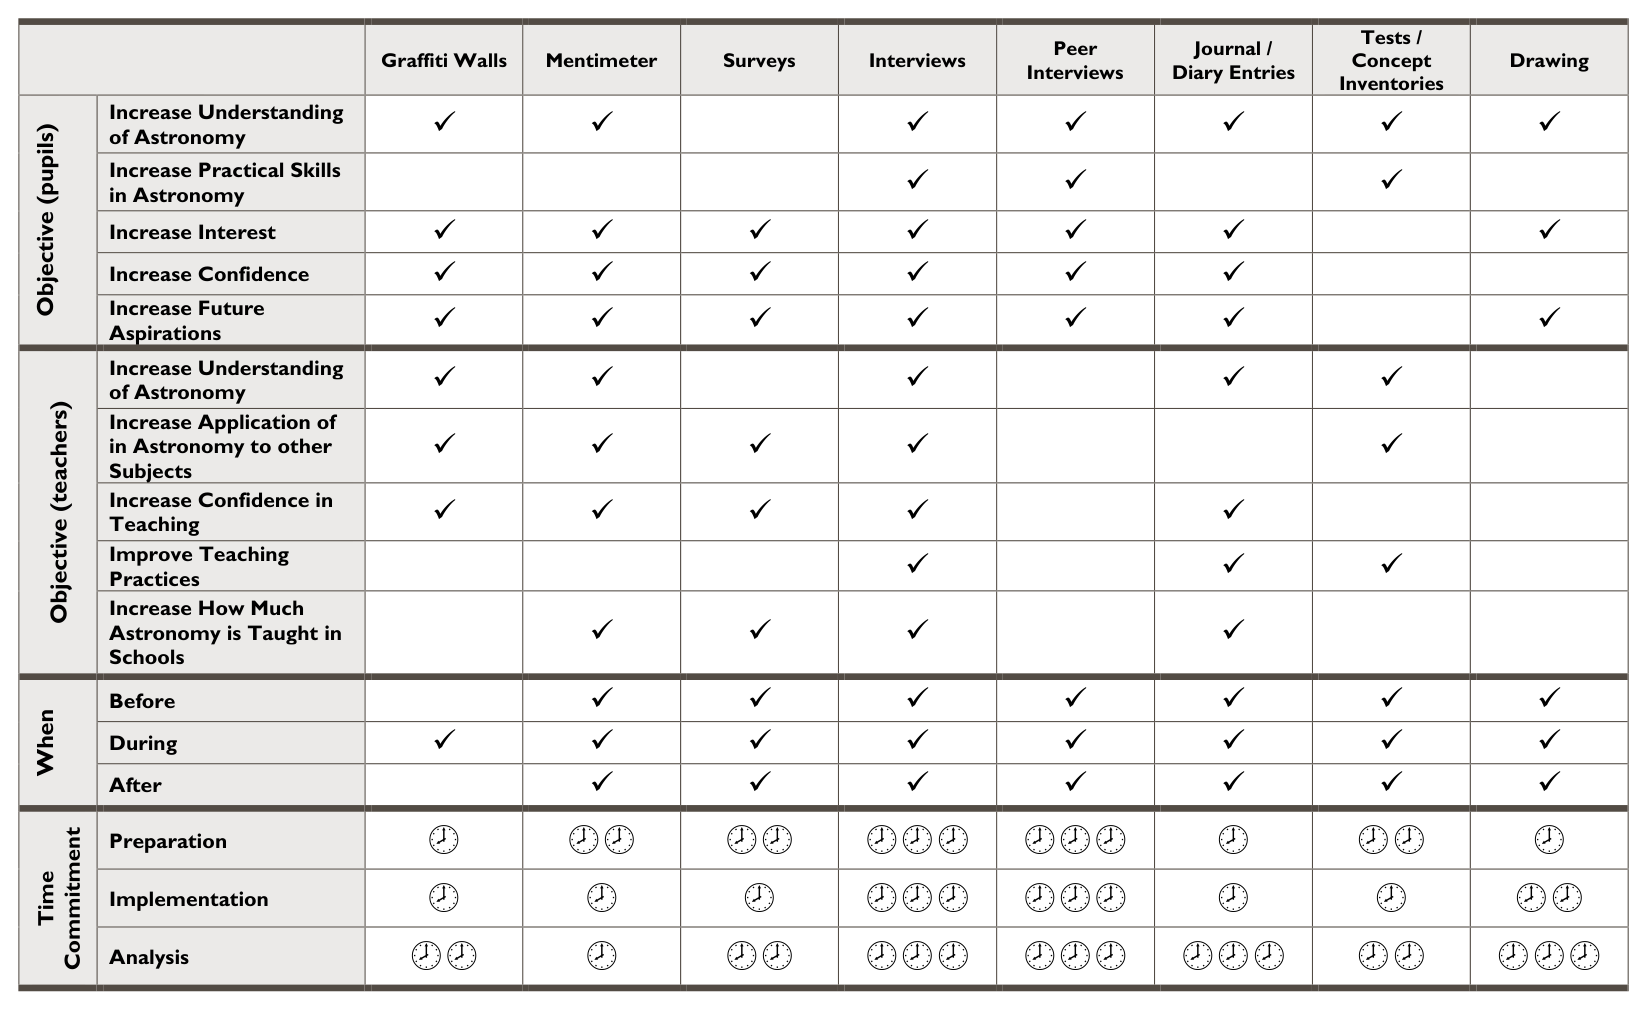 Graffiti Walls
Mentimeter
Surveys
Interviews
Peer
Interviews
Journal /
Diary Entries
Tests /
Concept
Inventories
Drawing
Objective (pupils)
Increase Understanding
of Astronomy
✓ ✓ ✓ ✓ ✓ ✓ ✓
Increase Practical Skills
in Astronomy
✓ ✓ ✓
Increase Interest
✓ ✓ ✓ ✓ ✓ ✓ ✓
Increase Confidence
✓ ✓ ✓ ✓ ✓ ✓
Increase Future
Aspirations
✓ ✓ ✓ ✓ ✓ ✓ ✓
Objective (teachers)
Increase Understanding
of Astronomy
✓ ✓ ✓ ✓ ✓
Increase Application of
in Astronomy to other
Subjects
✓ ✓ ✓ ✓ ✓
Increase Confidence in
Teaching
✓ ✓ ✓ ✓ ✓
Improve Teaching
Practices
✓ ✓ ✓
Increase How Much
Astronomy is Taught in
Schools
✓ ✓ ✓ ✓
When
Before
✓ ✓ ✓ ✓ ✓ ✓ ✓
During
✓ ✓ ✓ ✓ ✓ ✓ ✓ ✓
After
✓ ✓ ✓ ✓ ✓ ✓ ✓
Time
Commitment
Preparation
Implementation
Analysis